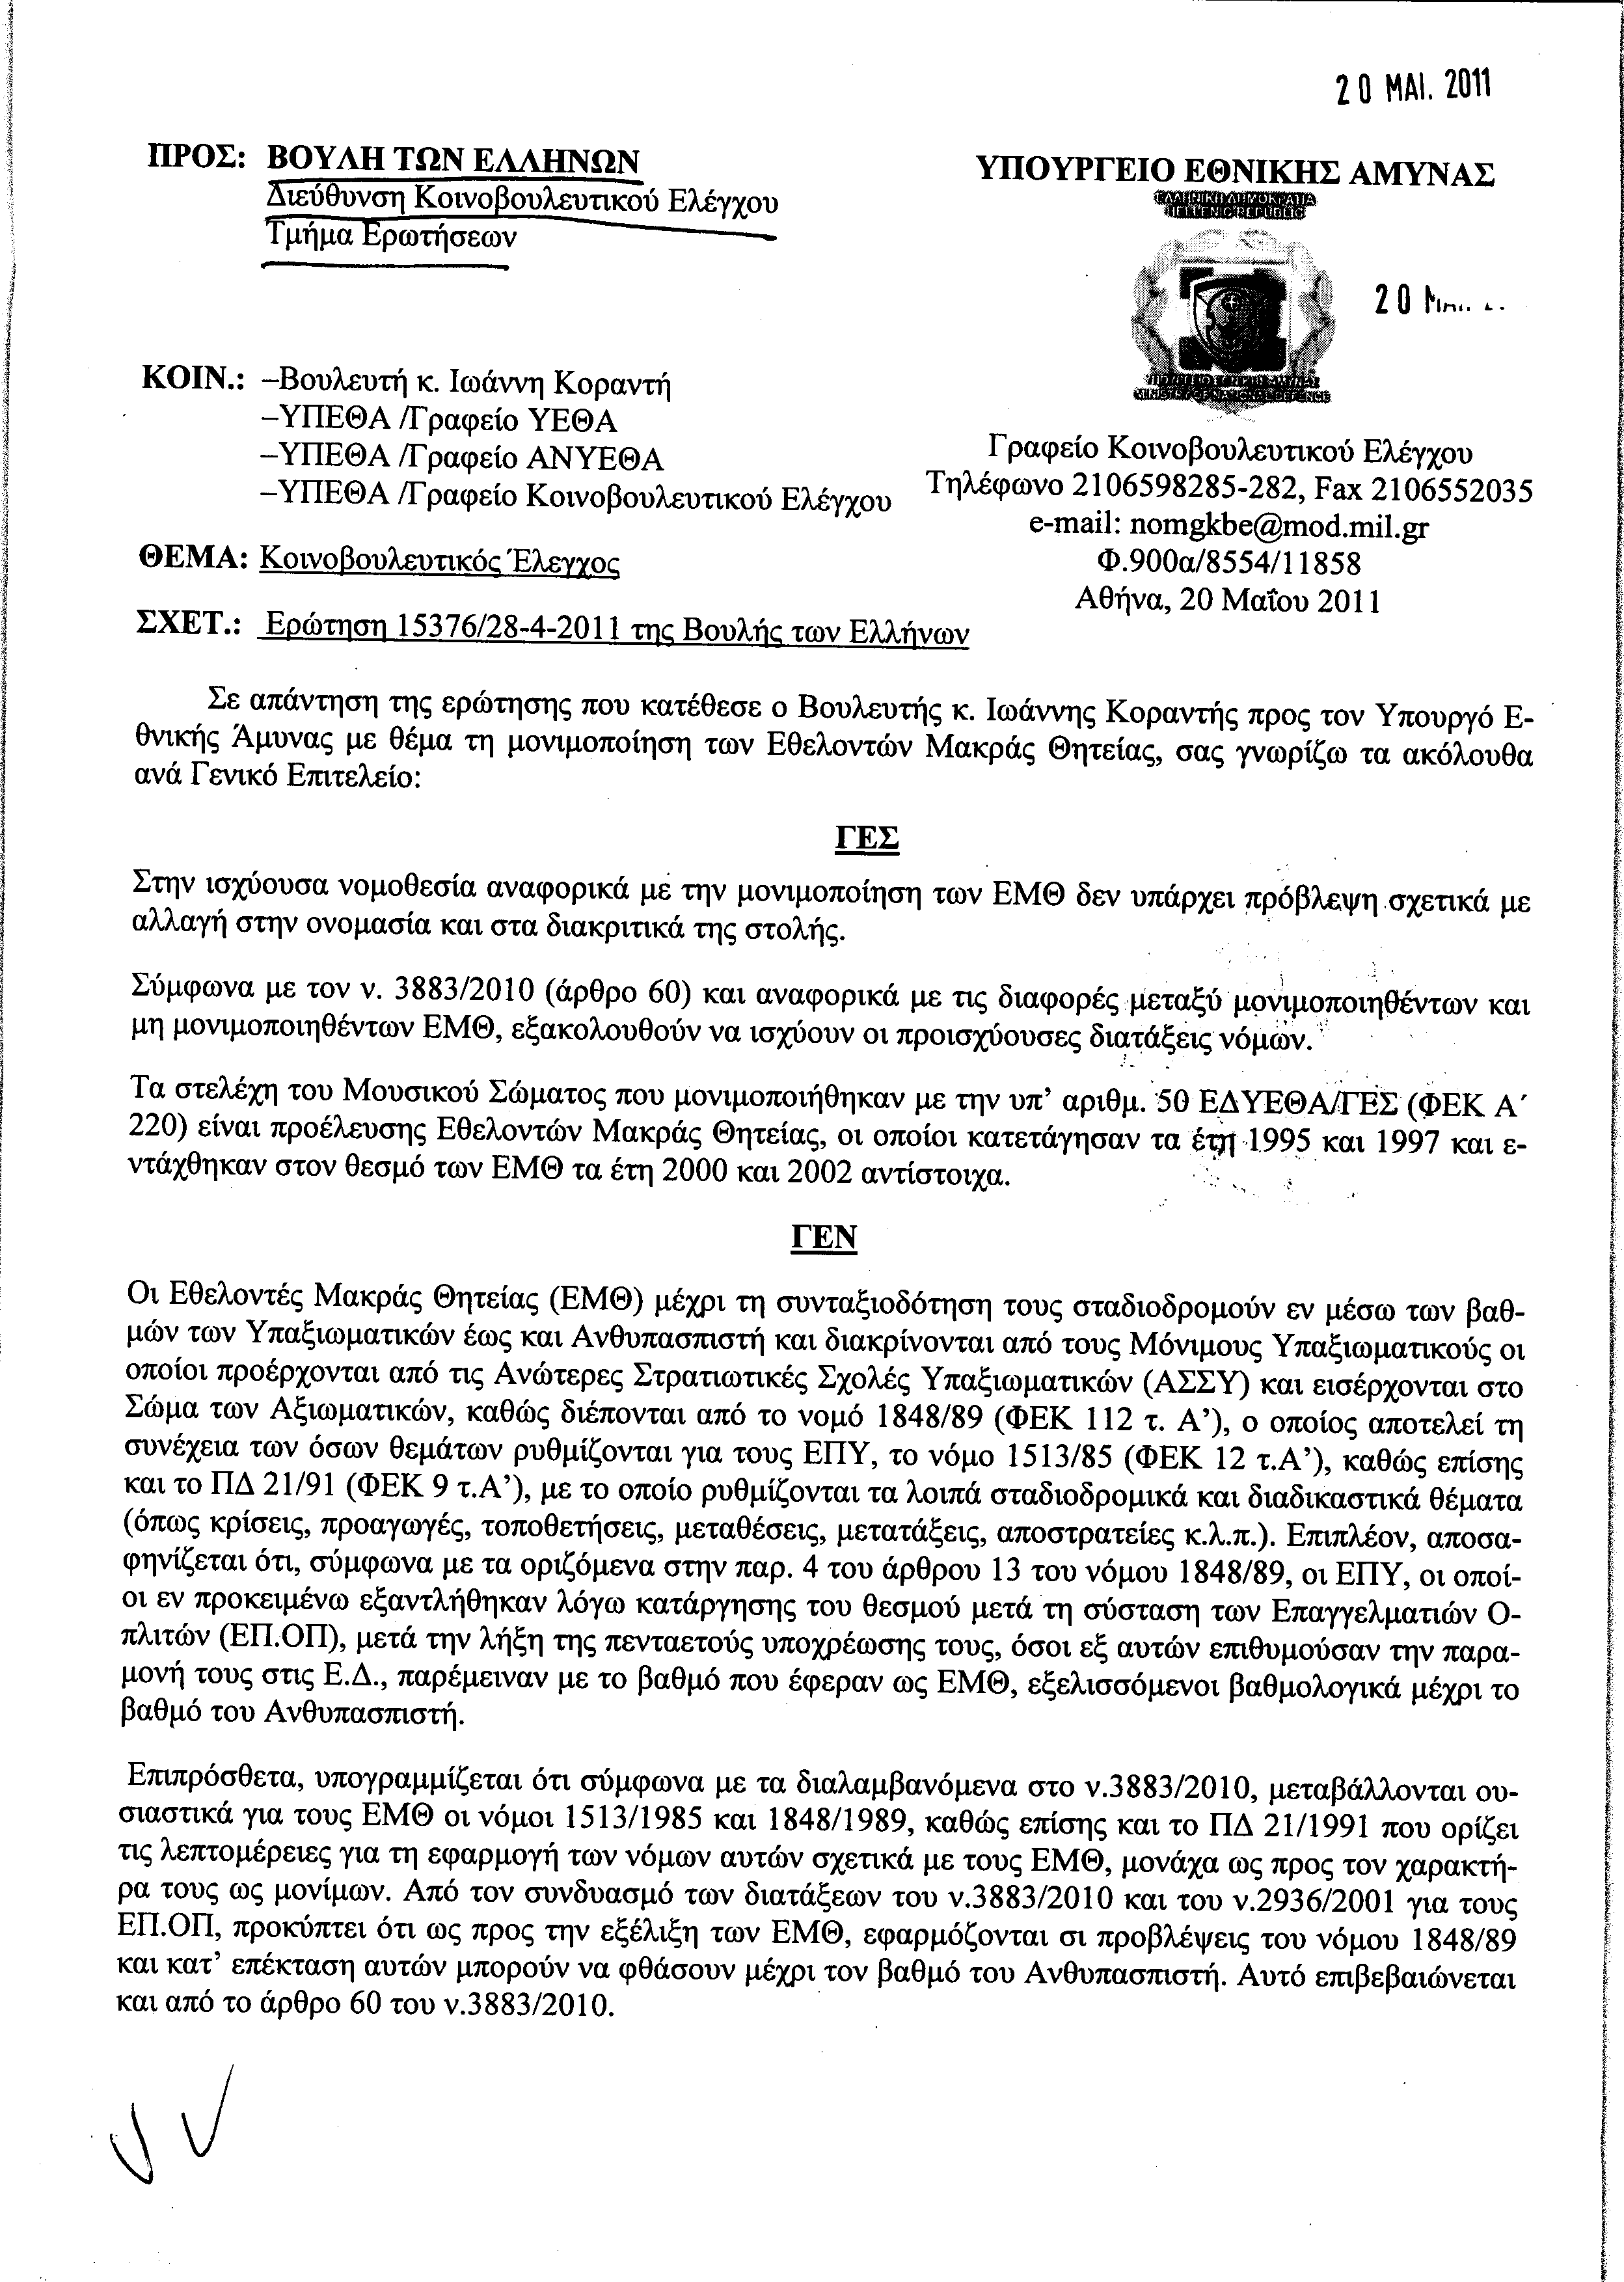 20 ΜΑΙ. 2011
ΠΡΟΣ: ΒΟΥΛΗ ΤΩΝ ΕΛΛΗΝΩΝ
Διεύθυνση Κοινοβουλευτικού Ελέγχου
Τμήμα Ερωτήσεων
ΥΠΟΥΡΓΕΙΟ ΕΘΝΙΚΗΣ ΑΜΥΝΑΣ
ΕΛΛΗΝΙΚΗ ΔΗΜΟΚΡΑΤΙΑ
HELLENIC REPUBLIC
20
ΥΠΟΥΡΓΕΙΟ ΕΘΝΙΚΗΣ ΑΜΥΝΑΣ
MINISTRY OF NATIONAL DEFENCE
ΚΟΙΝ.: –Βουλευτή κ. Ιωάννη Κοραντή
–ΥΠΕΘΑ /Γραφείο ΥΕΘΑ
–ΥΠΕΘΑ /Γραφείο ΑΝΥΕΘΑ
–ΥΠΕΘΑ /Γραφείο Κοινοβουλευτικού Ελέγχου
Γραφείο Κοινοβουλευτικού Ελέγχου
Τηλέφωνο 2106598285-282, Fax 2106552035
e-mail: nomgkbe@mod.mil.gr
Φ.900α/8554/11858
Αθήνα, 20 Μαΐου 2011
ΘΕΜΑ: Κοινοβουλευτικός Έλεγχος
ΣΧΕΤ.: Ερώτηση 15376/28-4-2011 της Βουλής των Ελλήνων
Σε απάντηση της ερώτησης που κατέθεσε ο Βουλευτής κ. Ιωάννης Κοραντής προς τον Υπουργό Ε-
θνικής Άμυνας με θέμα τη μονιμοποίηση των Εθελοντών Μακράς Θητείας, σας γνωρίζω τα ακόλουθα
ανά Γενικό Επιτελείο:
ΓΕΣ
Στην ισχύουσα νομοθεσία αναφορικά με την μονιμοποίηση των ΕΜΘ δεν υπάρχει πρόβλεψη σχετικά με
αλλαγή στην ονομασία και στα διακριτικά της στολής.
Σύμφωνα με τον ν. 3883/2010 (άρθρο 60) και αναφορικά με τις διαφορές μεταξύ μονιμοποιηθέντων και
μη μονιμοποιηθέντων ΕΜΘ, εξακολουθούν να ισχύουν οι προισχύουσες διατάξεις νόμων.
Τα στελέχη του Μουσικού Σώματος που μονιμοποιήθηκαν με την υπ’ αριθμ. 50 ΕΔΥΕΘΑ/ΓΕΣ (ΦΕΚ Α΄
220) είναι προέλευσης Εθελοντών Μακράς Θητείας, οι οποίοι κατετάγησαν τα έτη 1995 και 1997 και ε-
ντάχθηκαν στον θεσμό των ΕΜΘ τα έτη 2000 και 2002 αντίστοιχα.
ΓΕΝ
Οι Εθελοντές Μακράς Θητείας (ΕΜΘ) μέχρι τη συνταξιοδότηση τους σταδιοδρομούν εν μέσω των βαθ-
μών των Υπαξιωματικών έως και Ανθυπασπιστή και διακρίνονται από τους Μόνιμους Υπαξιωματικούς οι
οποίοι προέρχονται από τις Ανώτερες Στρατιωτικές Σχολές Υπαξιωματικών (ΑΣΣΥ) και εισέρχονται στο
Σώμα των Αξιωματικών, καθώς διέπονται από το νομό 1848/89 (ΦΕΚ 112 τ. Α’), ο οποίος αποτελεί τη
συνέχεια των όσων θεμάτων ρυθμίζονται για τους ΕΠΥ, το νόμο 1513/85 (ΦΕΚ 12 τ.Α’), καθώς επίσης
και το ΠΔ 21/91 (ΦΕΚ 9 τ.Α’), με το οποίο ρυθμίζονται τα λοιπά σταδιοδρομικά και διαδικαστικά θέματα
(όπως κρίσεις, προαγωγές, τοποθετήσεις, μεταθέσεις, μετατάξεις, αποστρατείες κ.λ.π.). Επιπλέον, αποσα-
φηνίζεται ότι, σύμφωνα με τα οριζόμενα στην παρ. 4 του άρθρου 13 του νόμου 1848/89, οι ΕΠΥ, οι οποί-
οι εν προκειμένω εξαντλήθηκαν λόγω κατάργησης του θεσμού μετά τη σύσταση των Επαγγελματιών Ο-
πλιτών (ΕΠ.ΟΠ), μετά την λήξη της πενταετούς υποχρέωσης τους, όσοι εξ αυτών επιθυμούσαν την παρα-
μονή τους στις Ε.Δ., παρέμειναν με το βαθμό που έφεραν ως ΕΜΘ, εξελισσόμενοι βαθμολογικά μέχρι το
βαθμό του Ανθυπασπιστή.
Επιπρόσθετα, υπογραμμίζεται ότι σύμφωνα με τα διαλαμβανόμενα στο ν.3883/2010, μεταβάλλονται ου-
σιαστικά για τους ΕΜΘ οι νόμοι 1513/1985 και 1848/1989, καθώς επίσης και το ΠΔ 21/1991 που ορίζει
τις λεπτομέρειες για τη εφαρμογή των νόμων αυτών σχετικά με τους ΕΜΘ, μονάχα ως προς τον χαρακτή-
ρα τους ως μονίμων. Από τον συνδυασμό των διατάξεων του ν.3883/2010 και του ν.2936/2001 για τους
ΕΠ.ΟΠ, προκύπτει ότι ως προς την εξέλιξη των ΕΜΘ, εφαρμόζονται σι προβλέψεις του νόμου 1848/89
και κατ’ επέκταση αυτών μπορούν να φθάσουν μέχρι τον βαθμό του Ανθυπασπιστή. Αυτό επιβεβαιώνεται
και από το άρθρο 60 του ν.3883/2010.